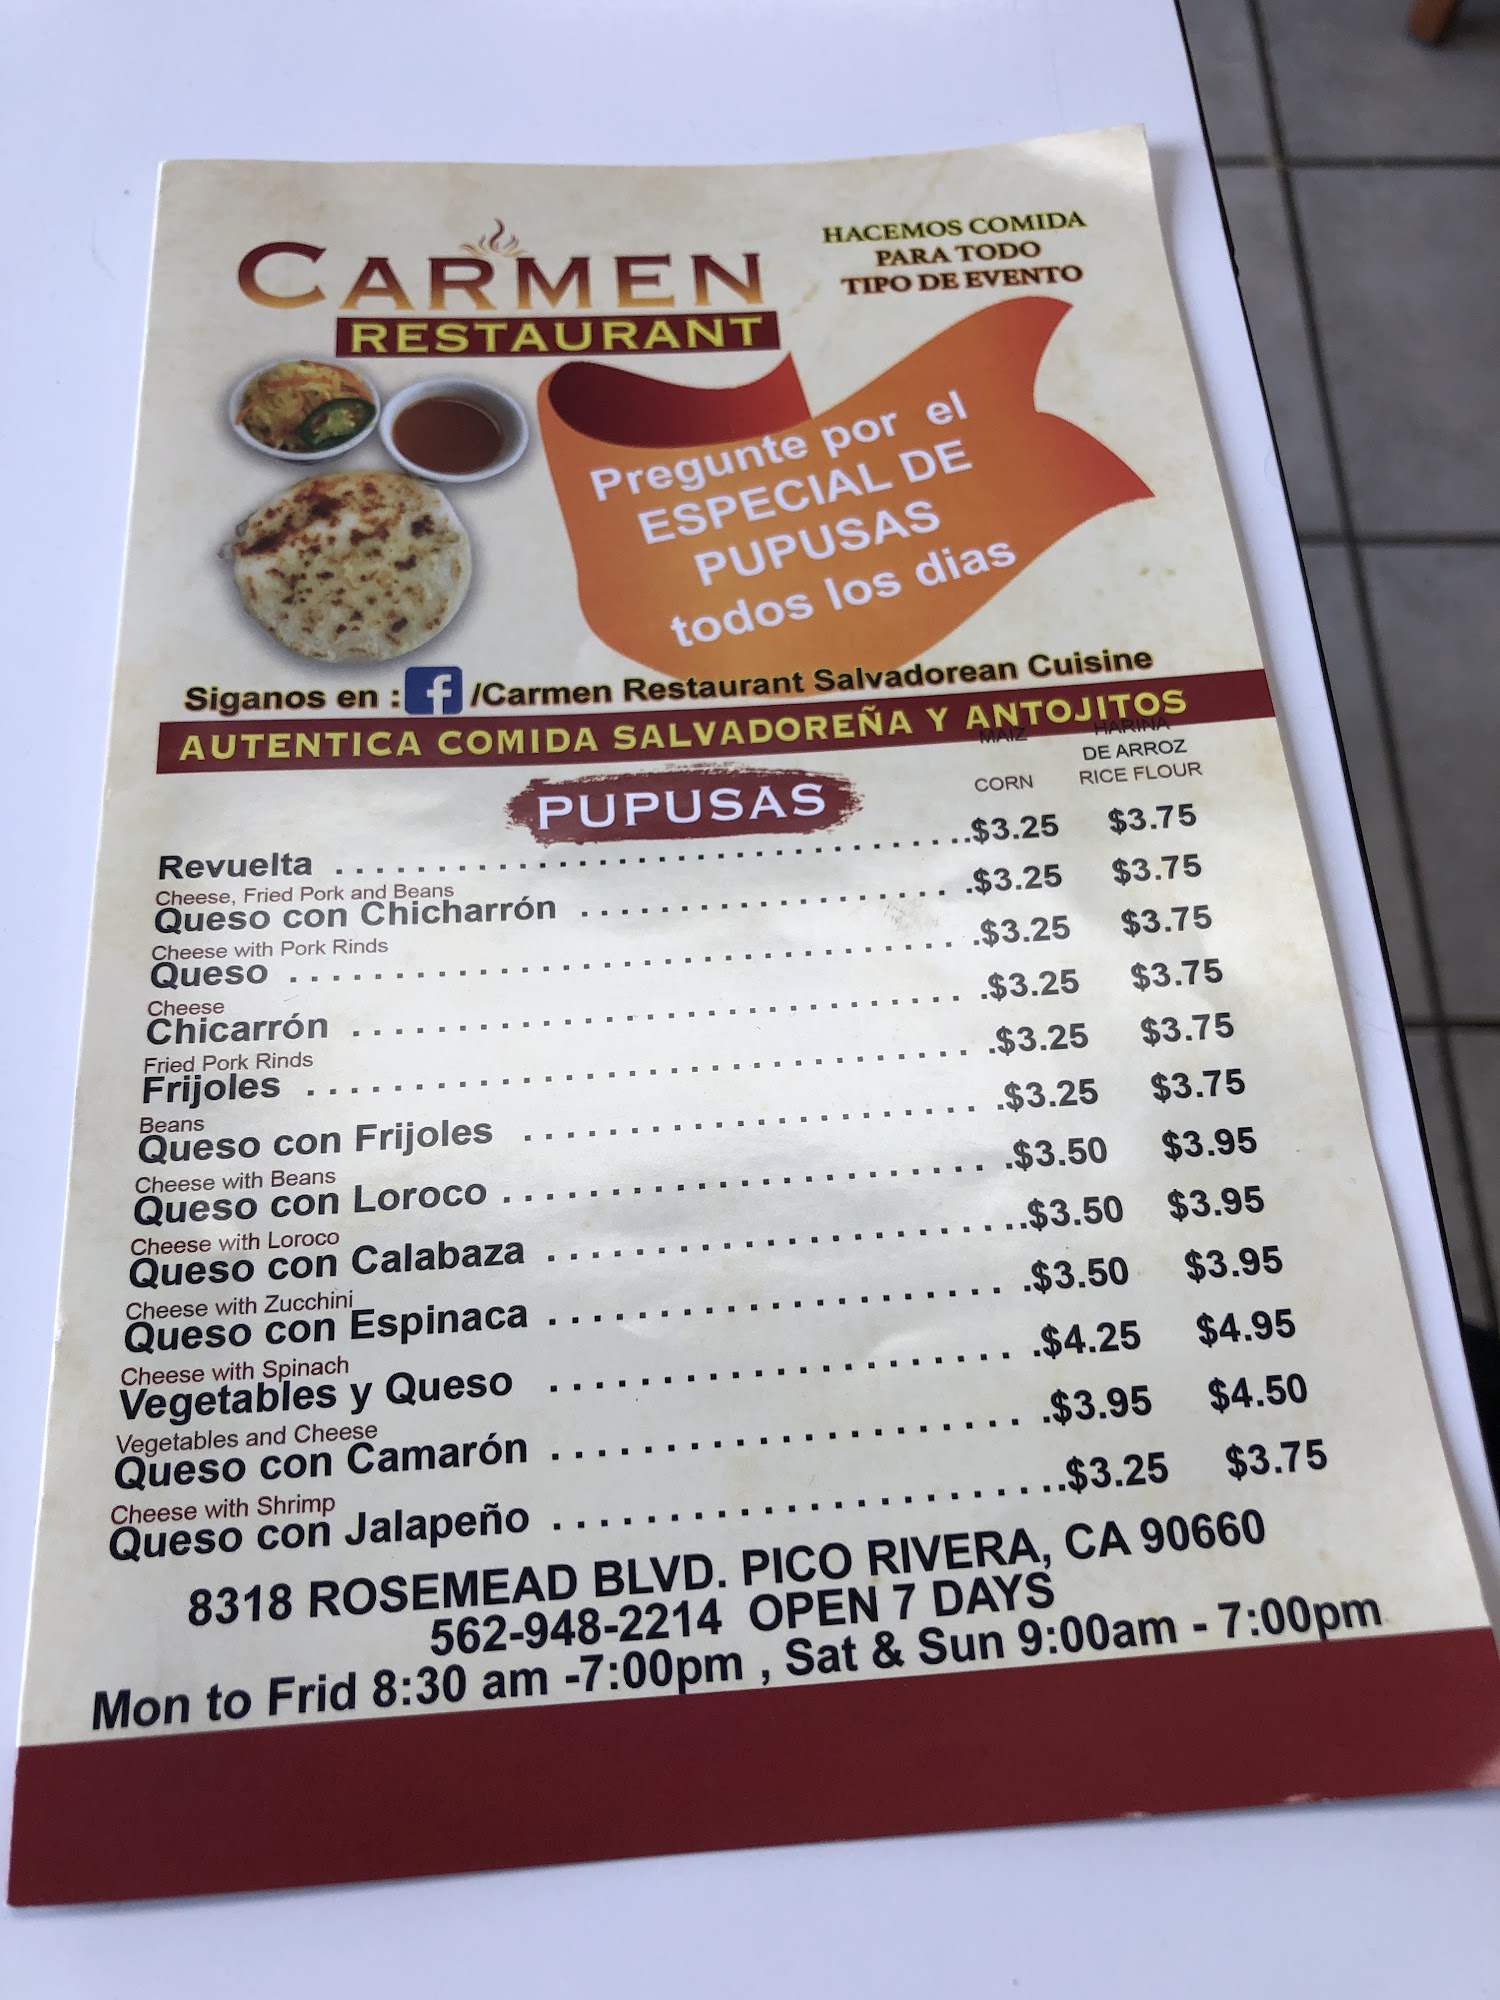 CARMEN
RESTAURANT
HACEMOS COMIDA
PARA TODO
TIPO DE EVENTO
Pregunte por el
ESPECIAL DE
PUPUSAS
todos los dias
Siganos en : f /Carmen Restaurant Salvadorean Cuisine
AUTENTICA COMIDA SALVADOREÑA Y ANTOJITOS
MAIZ HARINA
DE ARROZ
CORN RICE FLOUR
PUPUSAS
Revuelta $3.25 $3.75
Cheese, Fried Pork and Beans
Queso con Chicharrón $3.25 $3.75
Cheese with Pork Rinds
Queso $3.25 $3.75
Cheese
Chicarrón $3.25 $3.75
Fried Pork Rinds
Frijoles $3.25 $3.75
Beans
Queso con Frijoles $3.25 $3.75
Cheese with Beans
Queso con Loroco $3.50 $3.95
Cheese with Loroco
Queso con Calabaza $3.50 $3.95
Cheese with Zucchini
Queso con Espinaca $3.50 $3.95
Cheese with Spinach
Vegetables y Queso $4.25 $4.95
Vegetables and Cheese
Queso con Camarón $3.95 $4.50
Cheese with Shrimp
Queso con Jalapeño $3.25 $3.75
8318 ROSEMEAD BLVD. PICO RIVERA, CA 90660
562-948-2214 OPEN 7 DAYS
Mon to Frid 8:30 am -7:00pm , Sat & Sun 9:00am - 7:00pm